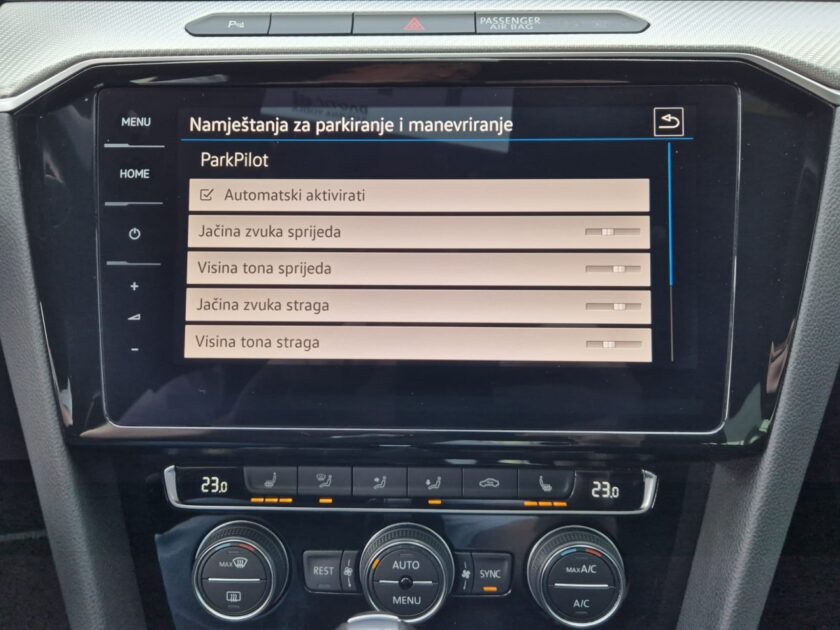 P
PASSENGER
AIR BAG
MENU
HOME
+
-
Namještanja za parkiranje i manevriranje
ParkPilot
Automatski aktivirati
Jačina zvuka sprijeda
Visina tona sprijeda
Jačina zvuka straga
Visina tona straga
23.0
23.0
MAX
REST
AUTO
MENU
SYNC
MAX A/C
A/C